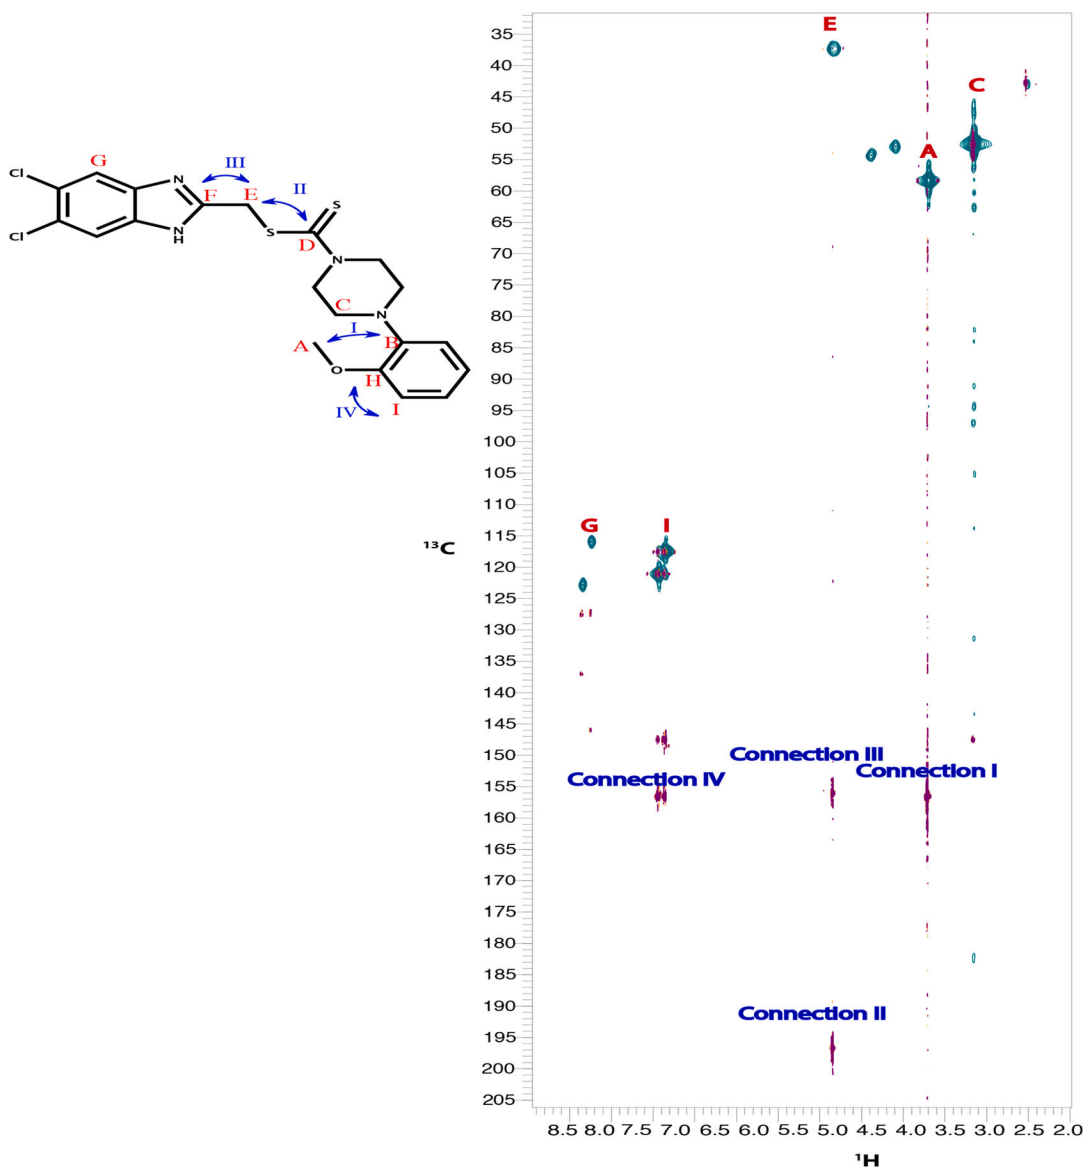 E
C
A
G
III
Cl
N
II
S
F
E
Cl
N
H
S
D
N
C
N
I
A
B
O
H
IV
I
G
I
Connection III
Connection I
Connection IV
Connection II
¹³C
35
40
45
50
55
60
65
70
75
80
85
90
95
100
105
110
115
120
125
130
135
140
145
150
155
160
165
170
175
180
185
190
195
200
205
8.5 8.0 7.5 7.0 6.5 6.0 5.5 5.0 4.5 4.0 3.5 3.0 2.5 2.0
¹H